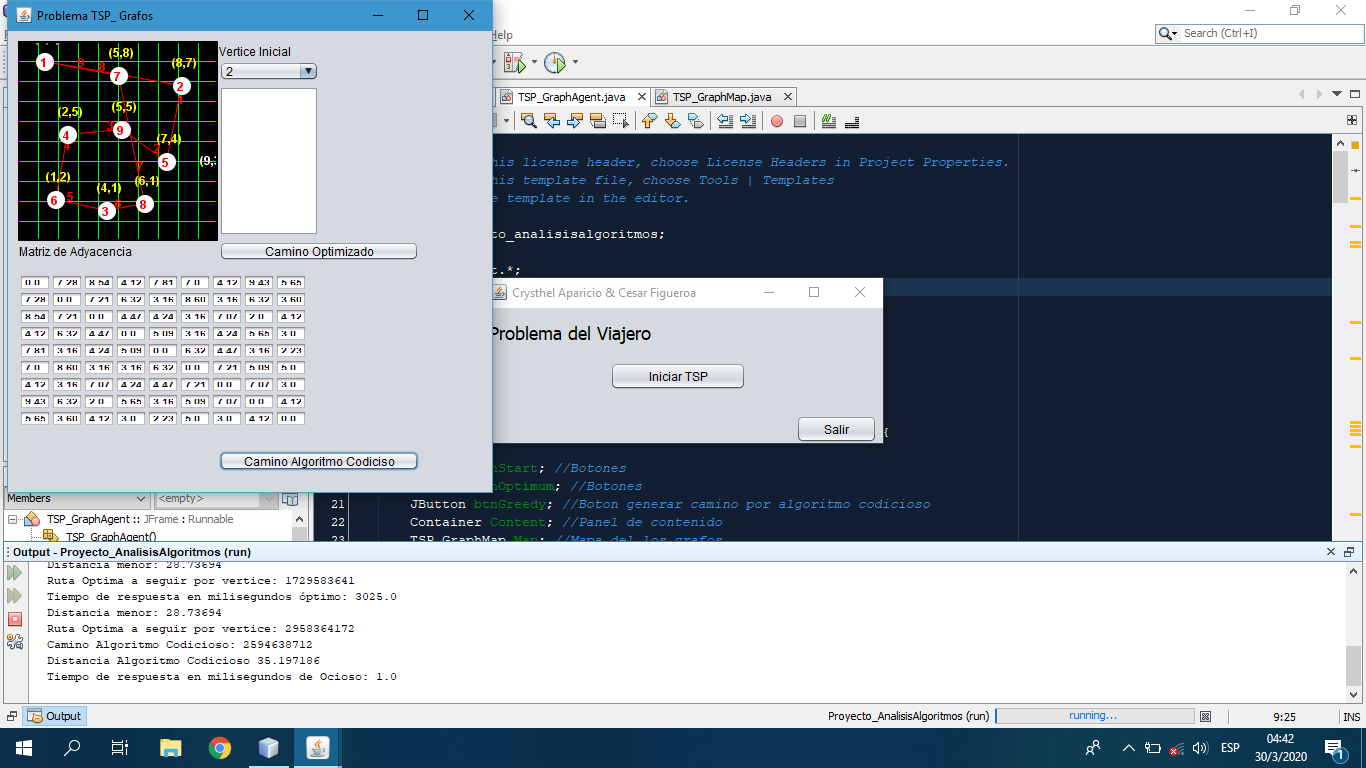 Problema TSP_ Grafos
Help
Search (Ctrl+I)
Vertice Inicial
2
(5,8)
(8,7)
(2,5)
(5,5)
(7,4)
(1,2)
(4,1)
(6,1)
1
7
2
4
9
5
6
3
8
Matriz de Adyacencia
Camino Optimizado
0.0 7.28 8.54 4.12 7.81 7.0 4.12 9.43 5.65
7.28 0.0 7.21 6.32 3.16 8.60 3.16 6.32 3.60
8.54 7.21 0.0 4.47 4.24 3.16 7.07 2.0 4.12
4.12 6.32 4.47 0.0 5.09 3.16 4.24 5.65 3.0
7.81 3.16 4.24 5.09 0.0 6.32 4.47 3.16 2.23
7.0 8.60 3.16 3.16 6.32 0.0 7.21 5.09 5.0
4.12 3.16 7.07 4.24 4.47 7.21 0.0 7.07 3.0
9.43 6.32 2.0 5.65 3.16 5.09 7.07 0.0 4.12
5.65 3.60 4.12 3.0 2.23 5.0 3.0 4.12 0.0
Camino Algoritmo Codiciso
TSP_GraphAgent.java
TSP_GraphMap.java
his license header, choose License Headers in Project Properties.
his template file, choose Tools | Templates
e template in the editor.
to_analisisalgoritmos;
t.*;
Crysthel Aparicio & Cesar Figueroa
Problema del Viajero
Iniciar TSP
Salir
{
nStart; //Botones
nOptimum; //Botones
21 JButton btnGreedy; //Boton generar camino por algoritmo codicioso
22 Container Content; //Panel de contenido
23 TSP_GraphMap Map; //Mapa del los grafos
Members
<empty>
TSP_GraphAgent :: JFrame : Runnable
TSP_GraphAgent()
Output - Proyecto_AnalisisAlgoritmos (run)
Distancia menor: 28.73694
Ruta Optima a seguir por vertice: 1729583641
Tiempo de respuesta en milisegundos óptimo: 3025.0
Distancia menor: 28.73694
Ruta Optima a seguir por vertice: 2958364172
Camino Algoritmo Codicioso: 2594638712
Distancia Algoritmo Codicioso 35.197186
Tiempo de respuesta en milisegundos de Ocioso: 1.0
Output
Proyecto_AnalisisAlgoritmos (run)
running...
9:25
INS
ESP
04:42
30/3/2020
1